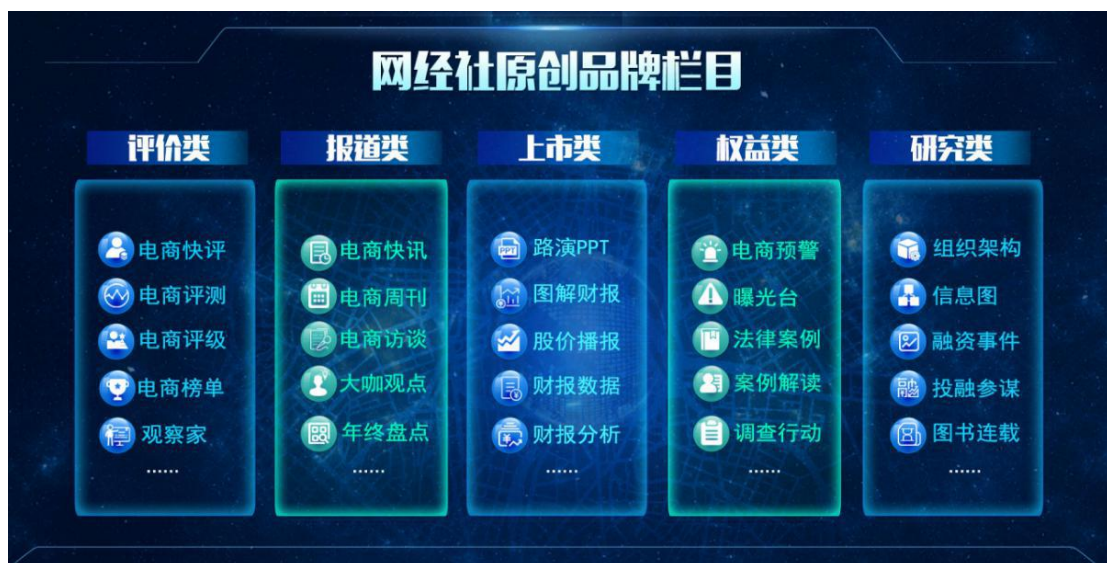 网经社原创品牌栏目
评价类
电商快评
电商评测
电商评级
电商榜单
观察家
......
报道类
电商快讯
电商周刊
电商访谈
大咖观点
年终盘点
......
上市类
PPT
路演PPT
图解财报
股价播报
财报数据
财报分析
......
权益类
电商预警
曝光台
法律案例
案例解读
调查行动
......
研究类
组织架构
信息图
融资事件
融
投融参谋
图书连载
......